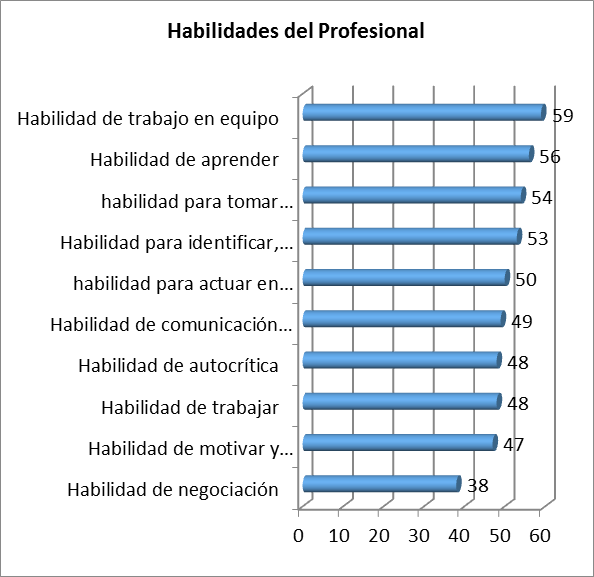 Habilidades del Profesional
Habilidad de trabajo en equipo 59
Habilidad de aprender 56
habilidad para tomar... 54
Habilidad para identificar,... 53
habilidad para actuar en... 50
Habilidad de comunicación... 49
Habilidad de autocrítica 48
Habilidad de trabajar 48
Habilidad de motivar y... 47
Habilidad de negociación 38
0 10 20 30 40 50 60